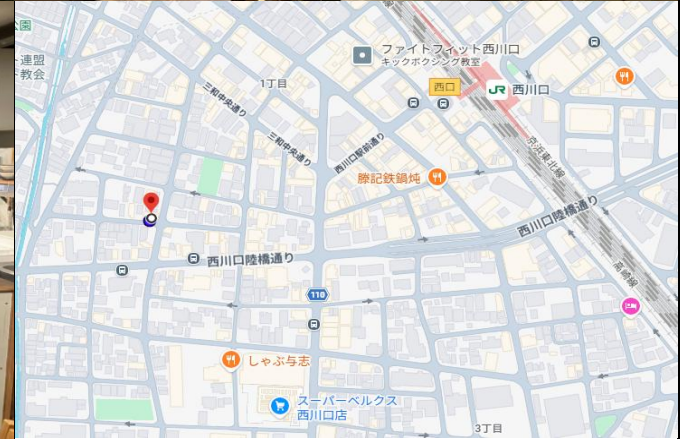 公園
連盟
教会
ファイトフィット西川口
キックボクシング教室
1丁目
三和中央通り
三和中央通り
西川口駅前通り
西口
JR 西川口
京浜東北線
滕記鉄鍋炖
西川口陸橋通り
西川口陸橋通り
高崎線
110
しゃぶ与志
スーパーベルクス
西川口店
3丁目